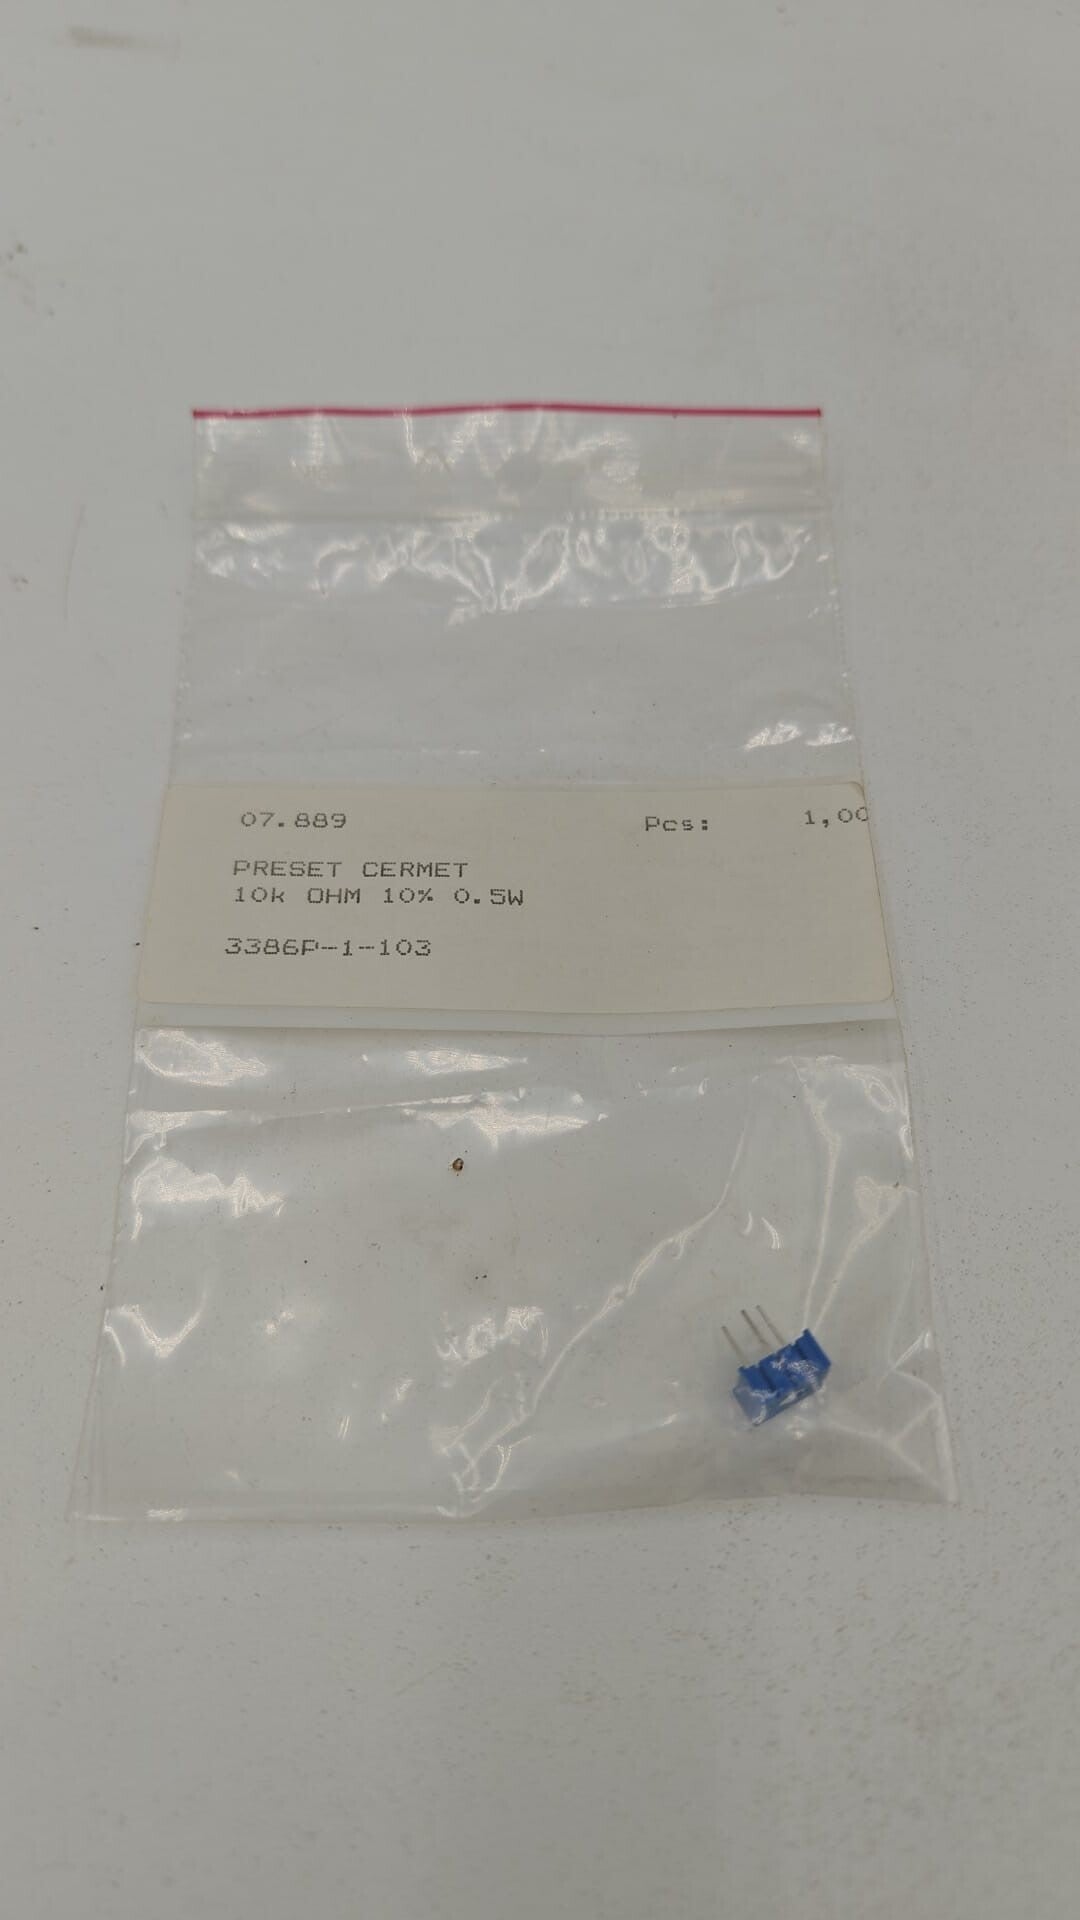 07.889 Pcs: 1,00
PRESET CERMET
10k OHM 10% 0.5W
3386P-1-103